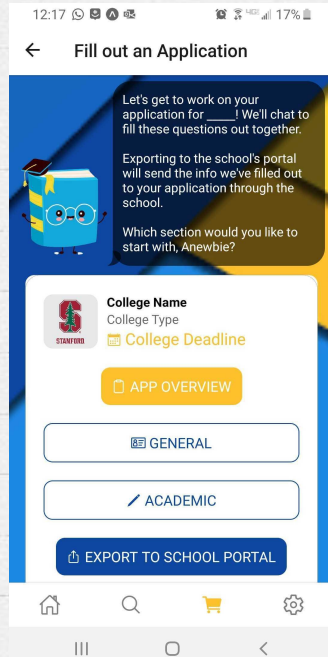 12:17
17%
Fill out an Application
Let's get to work on your
application for ____! We'll chat to
fill these questions out together.
Exporting to the school's portal
will send the info we've filled out
to your application through the
school.
Which section would you like to
start with, Anewbie?
STANFORD
College Name
College Type
College Deadline
APP OVERVIEW
GENERAL
ACADEMIC
EXPORT TO SCHOOL PORTAL